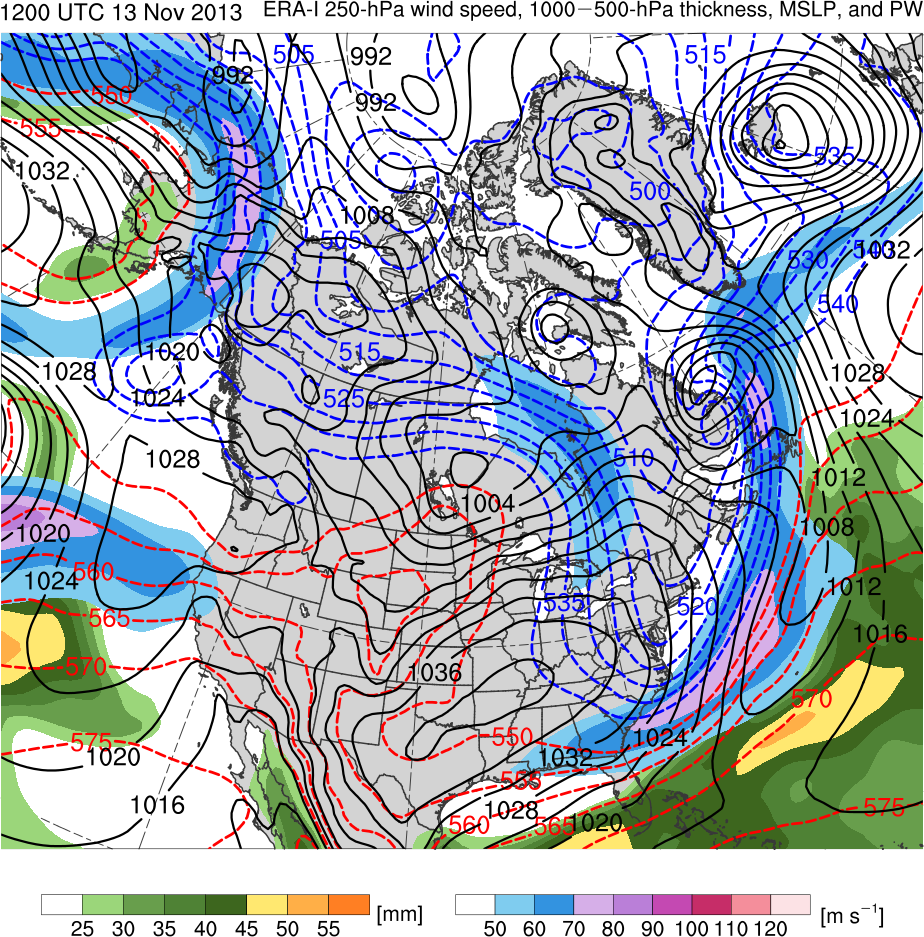 1200 UTC 13 Nov 2013 ERA-I 250-hPa wind speed, 1000−500-hPa thickness, MSLP, and PW
505 992 515
992
550 992
555 535
1032 500
1008
505 540 1032
530
540
1020 515
1028 1028
1024 525
1024
1028 510
1004 1012
1020 1008
560
1024 1012
565 535 520
1016
570 1036
570
575 550 1024
1020 1032
555
1016 1028 575
560 565 1020
25 30 35 40 45 50 55 [mm]
50 60 70 80 90 100 110 120 [m s⁻¹]